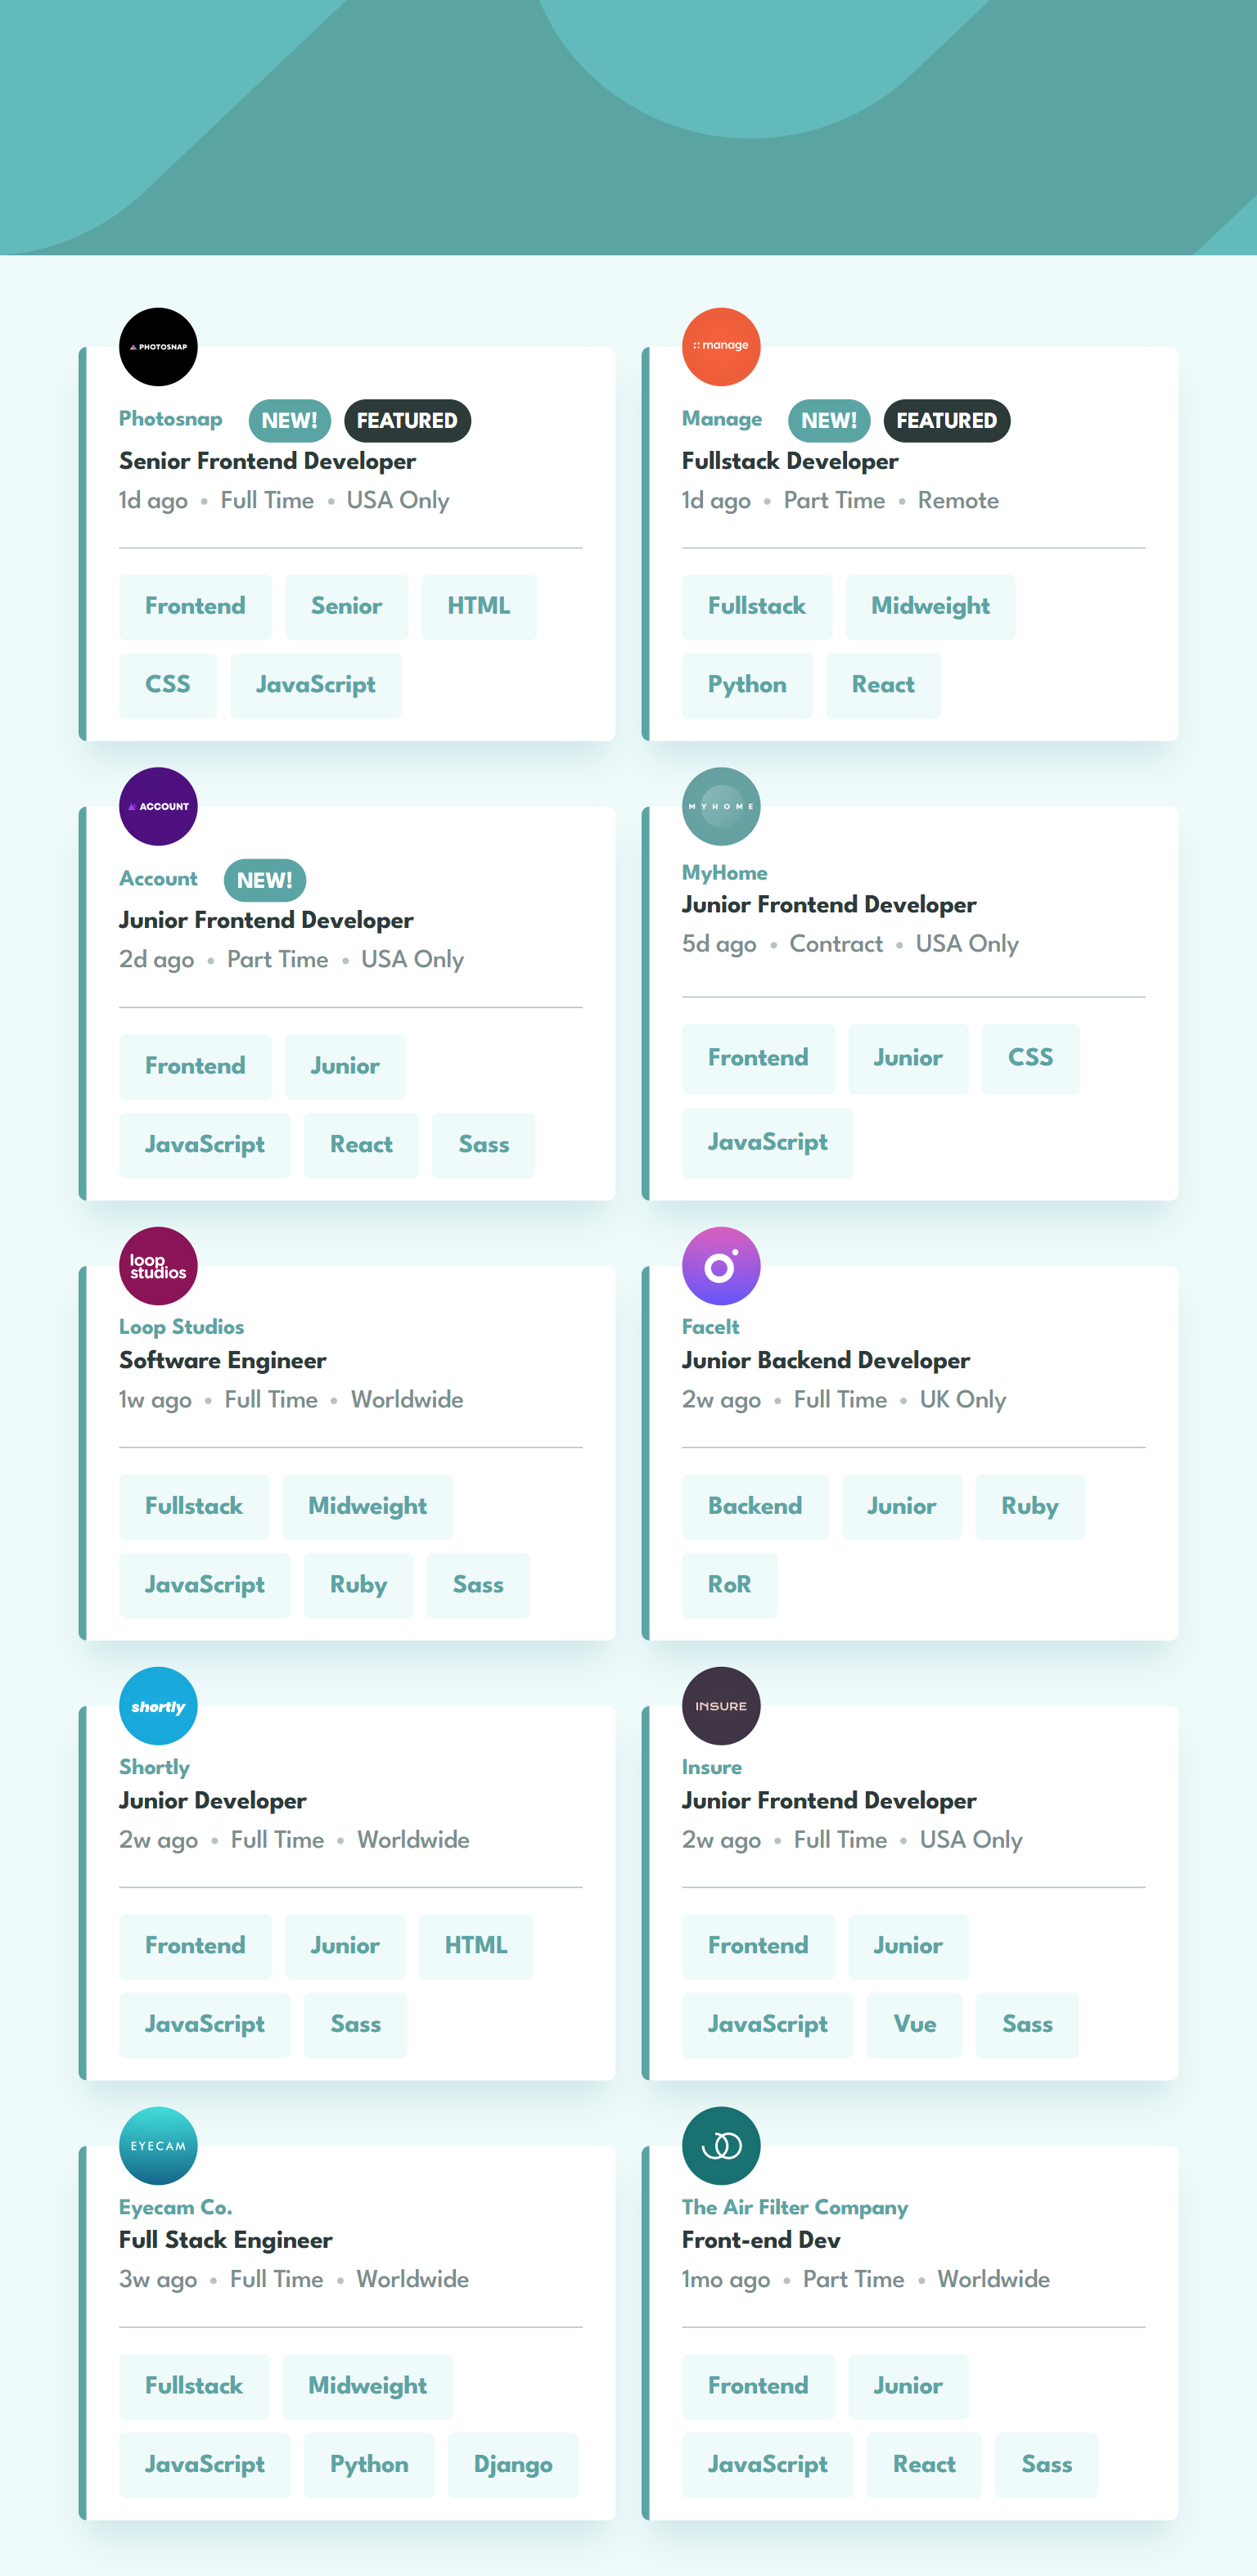 PHOTOSNAP
Photosnap NEW! FEATURED
Senior Frontend Developer
1d ago • Full Time • USA Only
Frontend Senior HTML
CSS JavaScript
manage
Manage NEW! FEATURED
Fullstack Developer
1d ago • Part Time • Remote
Fullstack Midweight
Python React
ACCOUNT
Account NEW!
Junior Frontend Developer
2d ago • Part Time • USA Only
Frontend Junior
JavaScript React Sass
MYHOME
MyHome
Junior Frontend Developer
5d ago • Contract • USA Only
Frontend Junior CSS
JavaScript
loop
studios
Loop Studios
Software Engineer
1w ago • Full Time • Worldwide
Fullstack Midweight
JavaScript Ruby Sass
FaceIt
Junior Backend Developer
2w ago • Full Time • UK Only
Backend Junior Ruby
RoR
shortly
Shortly
Junior Developer
2w ago • Full Time • Worldwide
Frontend Junior HTML
JavaScript Sass
INSURE
Insure
Junior Frontend Developer
2w ago • Full Time • USA Only
Frontend Junior
JavaScript Vue Sass
EYECAM
Eyecam Co.
Full Stack Engineer
3w ago • Full Time • Worldwide
Fullstack Midweight
JavaScript Python Django
The Air Filter Company
Front-end Dev
1mo ago • Part Time • Worldwide
Frontend Junior
JavaScript React Sass